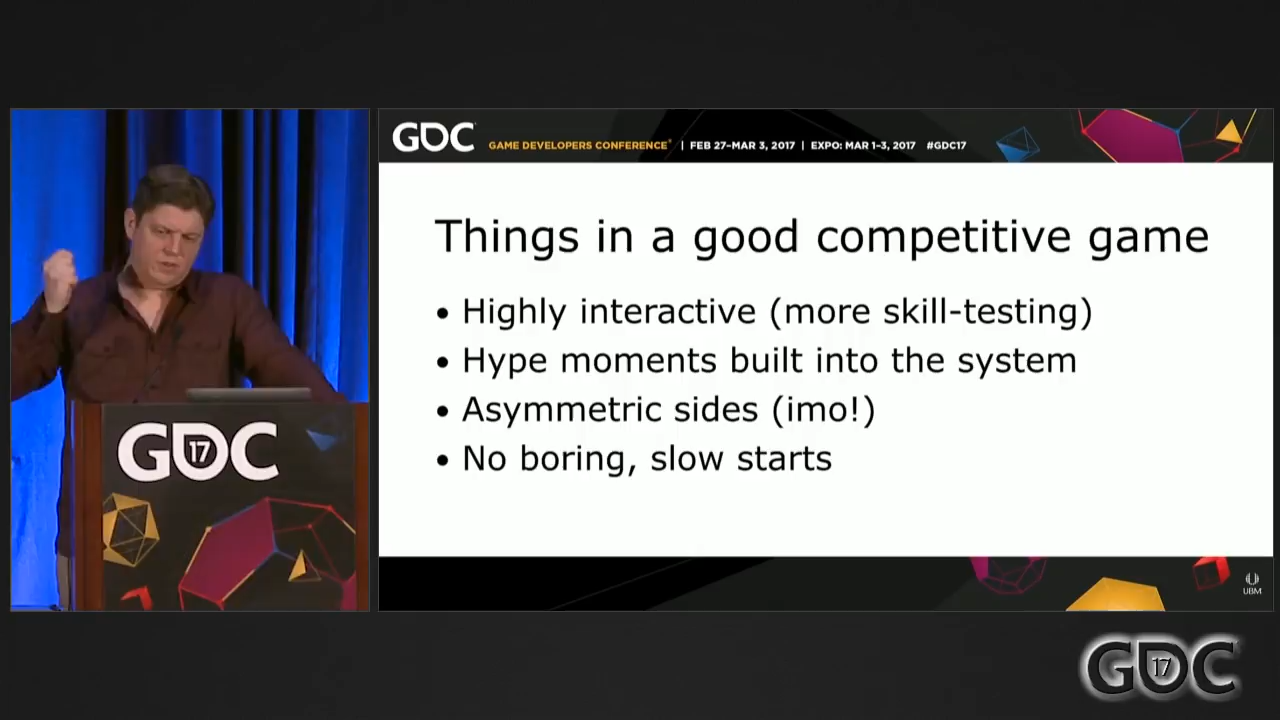 GDC GAME DEVELOPERS CONFERENCE® | FEB 27–MAR 3, 2017 | EXPO: MAR 1–3, 2017 #GDC17
Things in a good competitive game
• Highly interactive (more skill-testing)
• Hype moments built into the system
• Asymmetric sides (imo!)
• No boring, slow starts
GDC 17
UBM
GDC 17